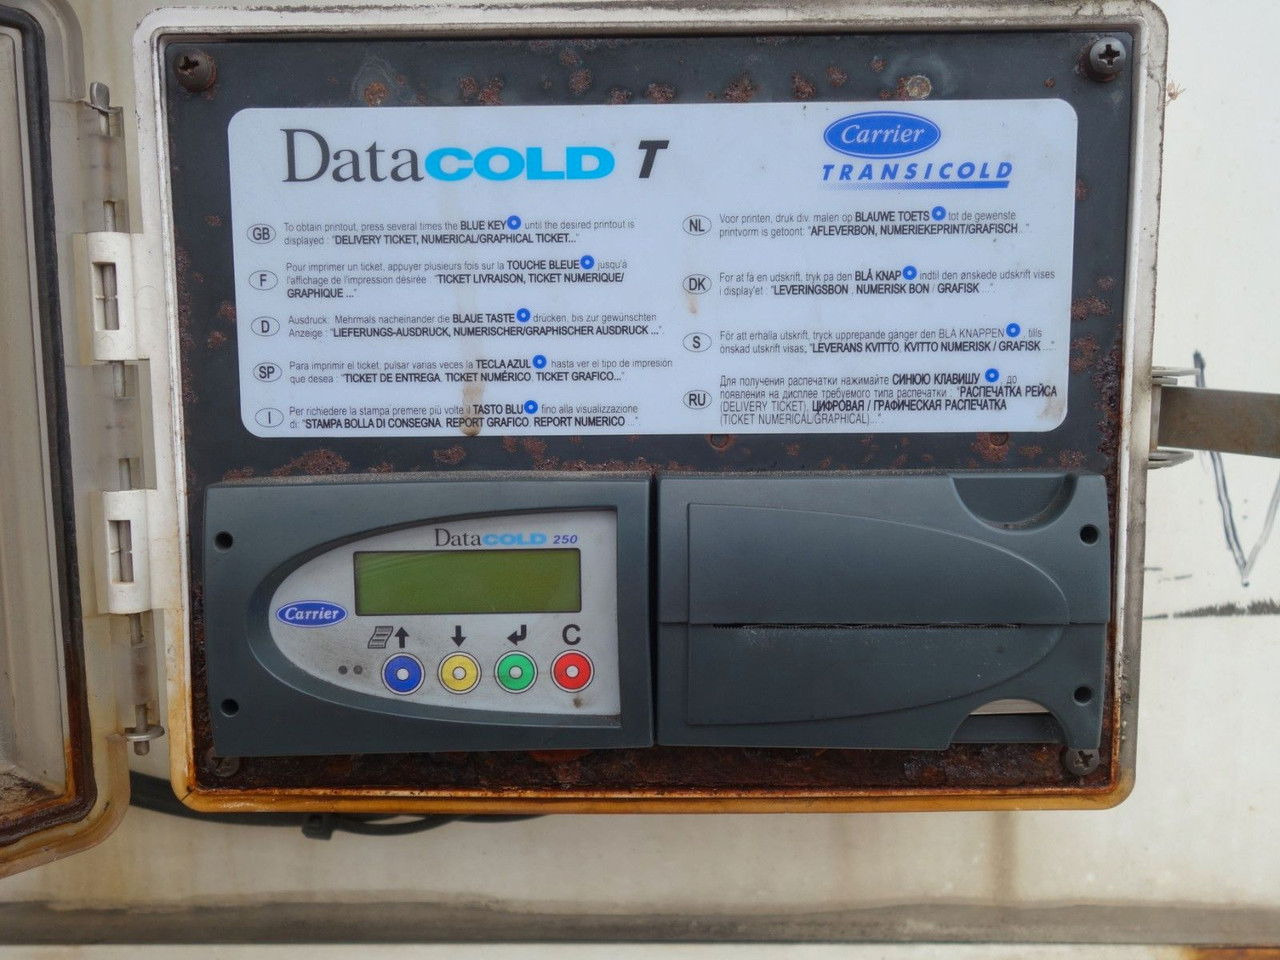 DataCOLD T
Carrier
TRANSICOLD
GB
To obtain printout, press several times the BLUE KEY until the desired printout is
displayed : "DELIVERY TICKET, NUMERICAL/GRAPHICAL TICKET..."
F
Pour imprimer un ticket, appuyer plusieurs fois sur la TOUCHE BLEUE jusqu'à
l'affichage de l'impression désirée : "TICKET LIVRAISON, TICKET NUMERIQUE/
GRAPHIQUE ..."
D
Ausdruck: Mehrmals nacheinander die BLAUE TASTE drücken, bis zur gewünschten
Anzeige : "LIEFERUNGS-AUSDRUCK, NUMERISCHER/GRAPHISCHER AUSDRUCK ..."
SP
Para imprimir el ticket, pulsar varias veces la TECLA AZUL hasta ver el tipo de impresión
que desea : "TICKET DE ENTREGA, TICKET NUMÉRICO, TICKET GRAFICO..."
I
Per richiedere la stampa premere più volte il TASTO BLU fino alla visualizzazione
di: "STAMPA BOLLA DI CONSEGNA, REPORT GRAFICO, REPORT NUMERICO ..."
NL
Voor printen, druk div. malen op BLAUWE TOETS tot de gewenste
printvorm is getoont: "AFLEVERBON, NUMERIEKEPRINT/GRAFISCH ..."
DK
For at få en udskrift, tryk pa den BLÅ KNAP indtil den ønskede udskrift vises
i display'et : "LEVERINGSBON , NUMERISK BON / GRAFISK ...".
S
För att erhalla utskrift, tryck upprepande gånger den BLÅ KNAPPEN , tills
önskad utskrift visas, "LEVERANS KVITTO, KVITTO NUMERISK / GRAFISK ..."
RU
Для получения распечатки нажимайте СИНЮЮ КЛАВИШУ , до
появления на дисплее требуемого типа распечатки : "РАСПЕЧАТКА РЕЙСА
(DELIVERY TICKET), ЦИФРОВАЯ / ГРАФИЧЕСКАЯ РАСПЕЧАТКА
(TICKET NUMERICAL/GRAPHICAL)...".
DataCOLD 250
Carrier
C